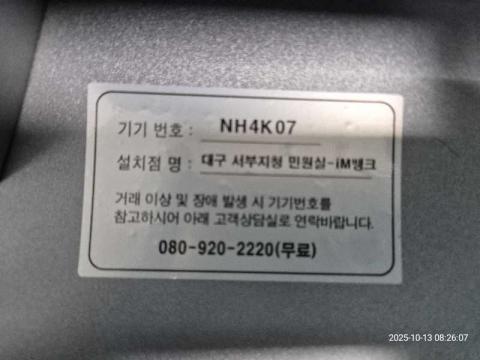 기기 번호 : NH4K07
설치점 명 : 대구 서부지청 민원실-iM뱅크
거래 이상 및 장애 발생 시 기기번호를
참고하시어 아래 고객상담실로 연락바랍니다.
080-920-2220(무료)
2025-10-13 08:26:07